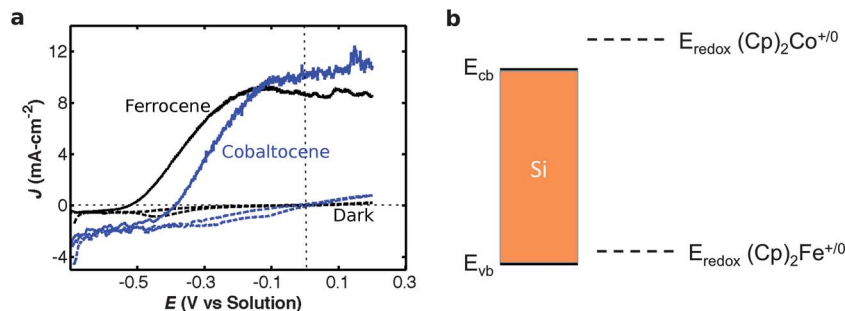 a
12
8
4
0
-4
J (mA-cm⁻²)
Ferrocene
Cobaltocene
Dark
-0.5 -0.3 -0.1 0.1 0.3
E (V vs Solution)
b
E_redox (Cp)₂Co⁺/⁰
E_cb
Si
E_vb
E_redox (Cp)₂Fe⁺/⁰